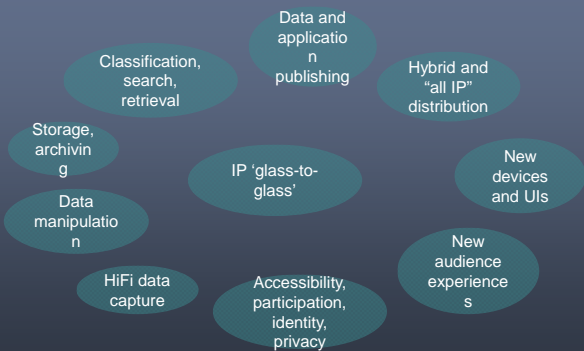 Data and
applicatio
n
publishing
Classification,
search,
retrieval
Hybrid and
“all IP”
distribution
Storage,
archivin
g
IP ‘glass-to-
glass’
New
devices
and UIs
Data
manipulatio
n
New
audience
experience
s
HiFi data
capture
Accessibility,
participation,
identity,
privacy